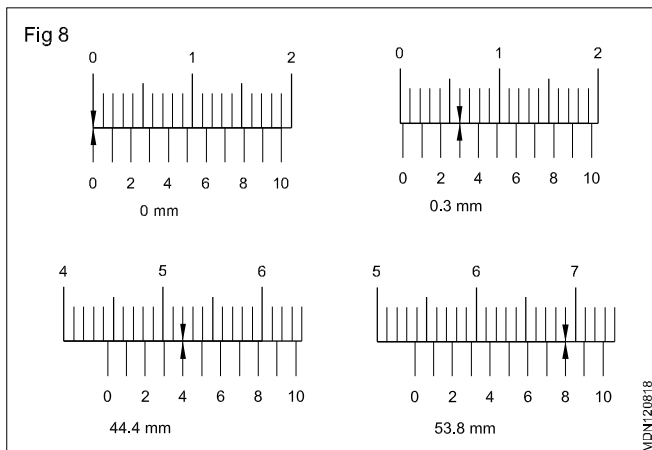 Fig 8
0 1 2
0 2 4 6 8 10
0 mm
0 1 2
0 2 4 6 8 10
0.3 mm
4 5 6
0 2 4 6 8 10
44.4 mm
5 6 7
0 2 4 6 8 10
53.8 mm
MDN120818